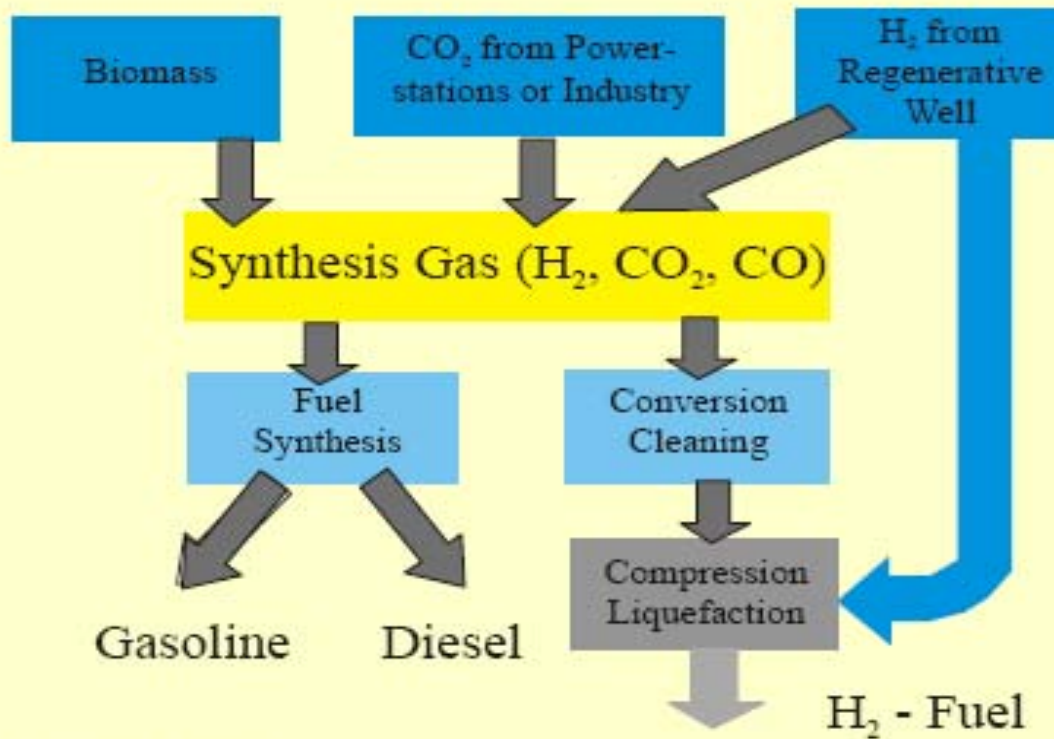 Biomass
CO₂ from Power-
stations or Industry
H₂ from
Regenerative
Well
Synthesis Gas (H₂, CO₂, CO)
Fuel
Synthesis
Conversion
Cleaning
Compression
Liquefaction
Gasoline
Diesel
H₂ - Fuel